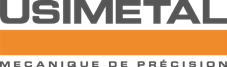 USIMETAL
MECANIQUE DE PRÉCISION